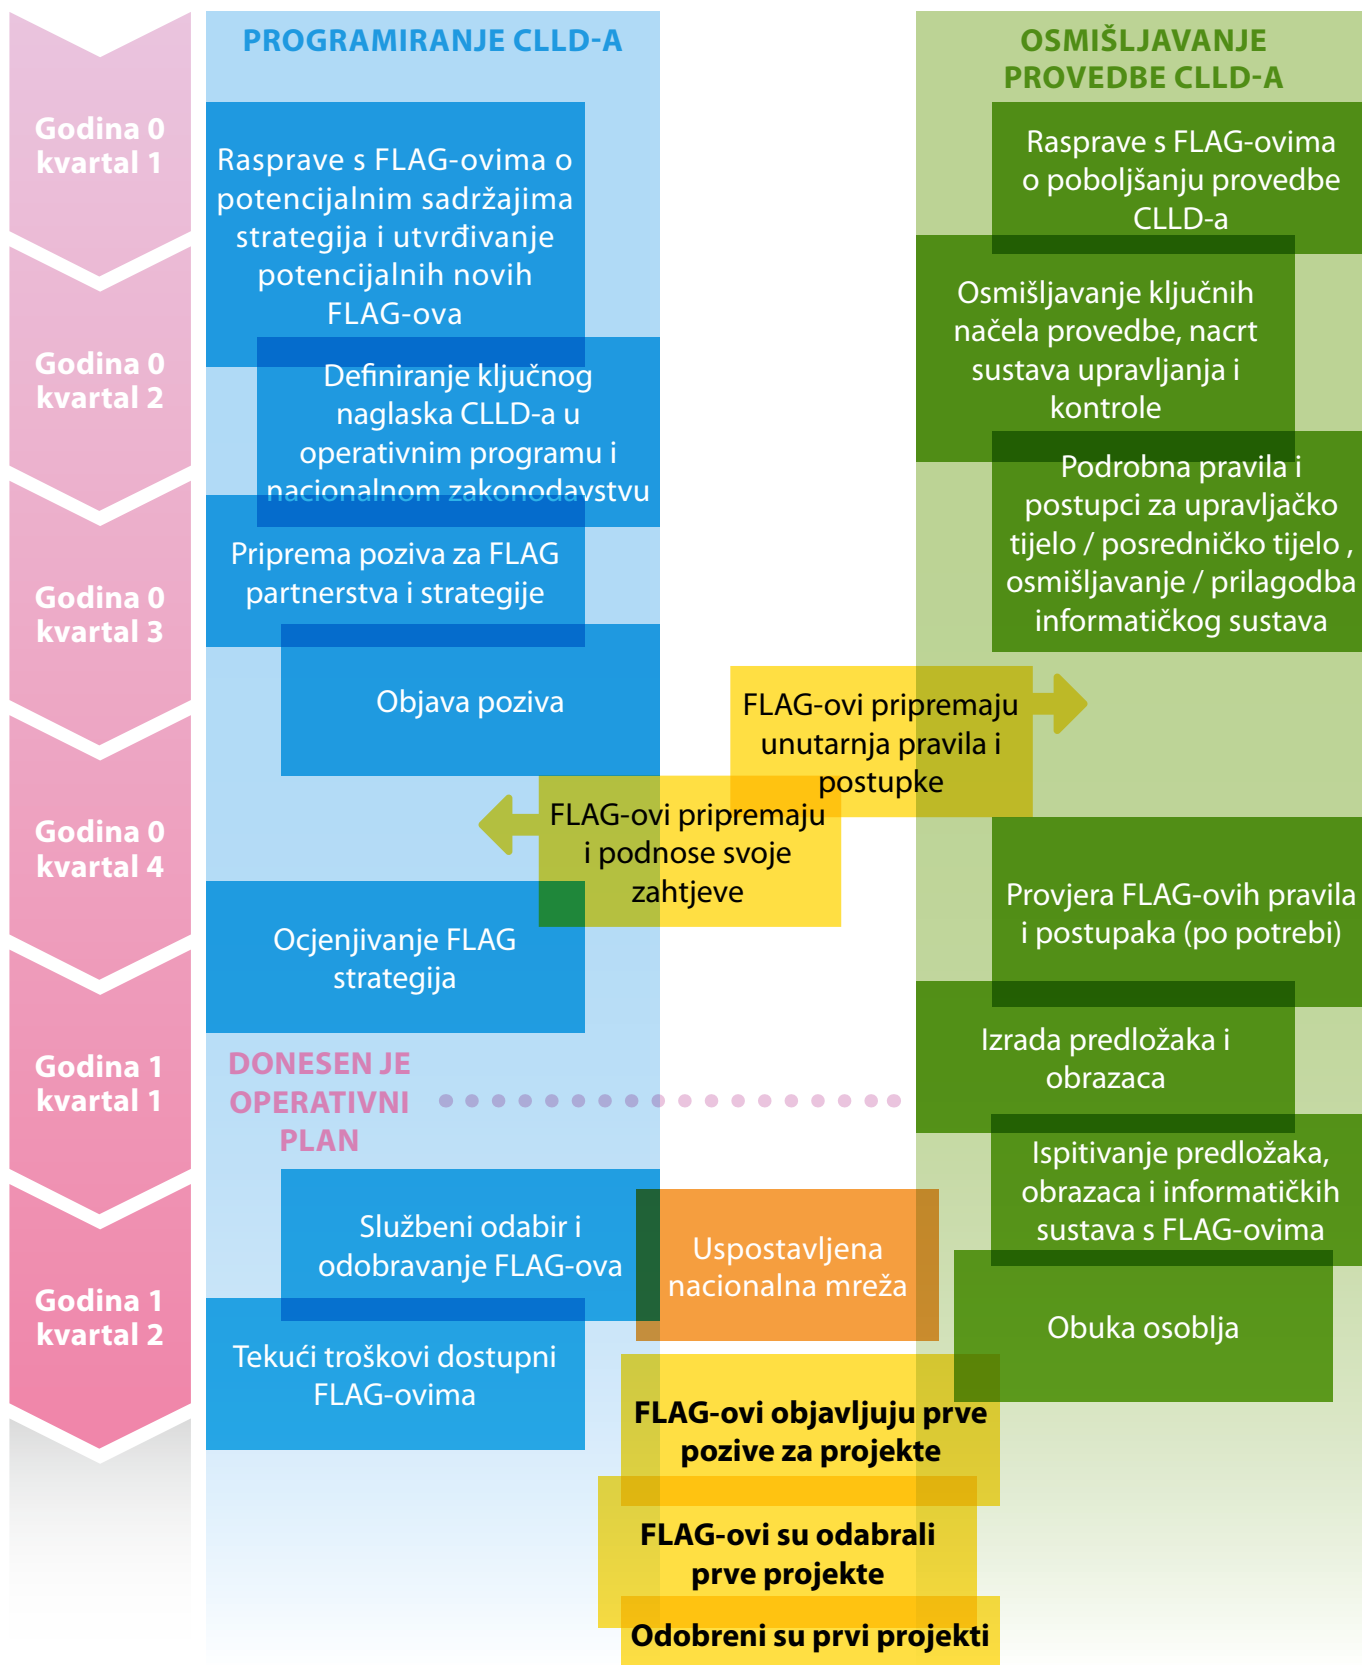 PROGRAMIRANJE CLLD-A
OSMIŠLJAVANJE
PROVEDBE CLLD-A
Godina 0
kvartal 1
Godina 0
kvartal 2
Godina 0
kvartal 3
Godina 0
kvartal 4
Godina 1
kvartal 1
Godina 1
kvartal 2
Rasprave s FLAG-ovima o
potencijalnim sadržajima
strategija i utvrđivanje
potencijalnih novih
FLAG-ova
Definiranje ključnog
naglaska CLLD-a u
operativnim programu i
nacionalnom zakonodavstvu
Priprema poziva za FLAG
partnerstva i strategije
Objava poziva
FLAG-ovi pripremaju
i podnose svoje
zahtjeve
Ocjenjivanje FLAG
strategija
DONESEN JE
OPERATIVNI
PLAN
Službeni odabir i
odobravanje FLAG-ova
Tekući troškovi dostupni
FLAG-ovima
FLAG-ovi pripremaju
unutarnja pravila i
postupke
Uspostavljena
nacionalna mreža
FLAG-ovi objavljuju prve
pozive za projekte
FLAG-ovi su odabrali
prve projekte
Odobreni su prvi projekti
Rasprave s FLAG-ovima
o poboljšanju provedbe
CLLD-a
Osmišljavanje ključnih
načela provedbe, nacrt
sustava upravljanja i
kontrole
Podrobna pravila i
postupci za upravljačko
tijelo / posredničko tijelo ,
osmišljavanje / prilagodba
informatičkog sustava
Provjera FLAG-ovih pravila
i postupaka (po potrebi)
Izrada predložaka i
obrazaca
Ispitivanje predložaka,
obrazaca i informatičkih
sustava s FLAG-ovima
Obuka osoblja